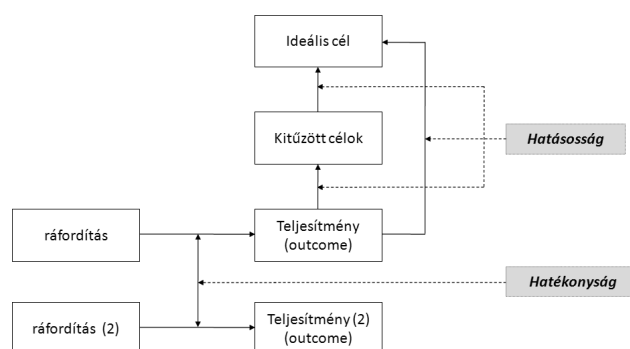 Ideális cél
Kitűzött célok
Hatásosság
ráfordítás
Teljesítmény
(outcome)
Hatékonyság
ráfordítás (2)
Teljesítmény (2)
(outcome)